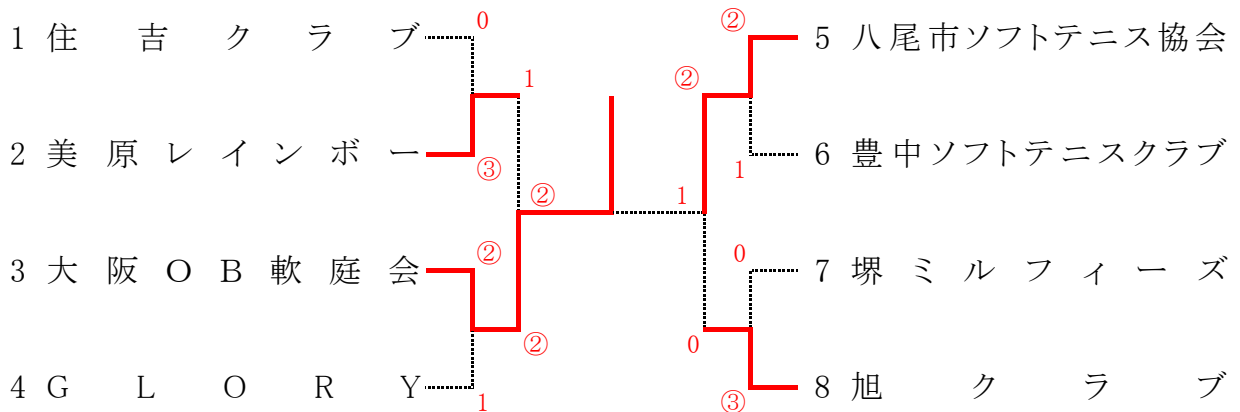 1 住吉クラブ
0
2 美原レインボー
③
1
3 大阪OB軟庭会
②
4 GLORY
1
②
②
②
5 八尾市ソフトテニス協会
②
6 豊中ソフトテニスクラブ
1
1
7 堺ミルフィーズ
0
8 旭クラブ
③
0